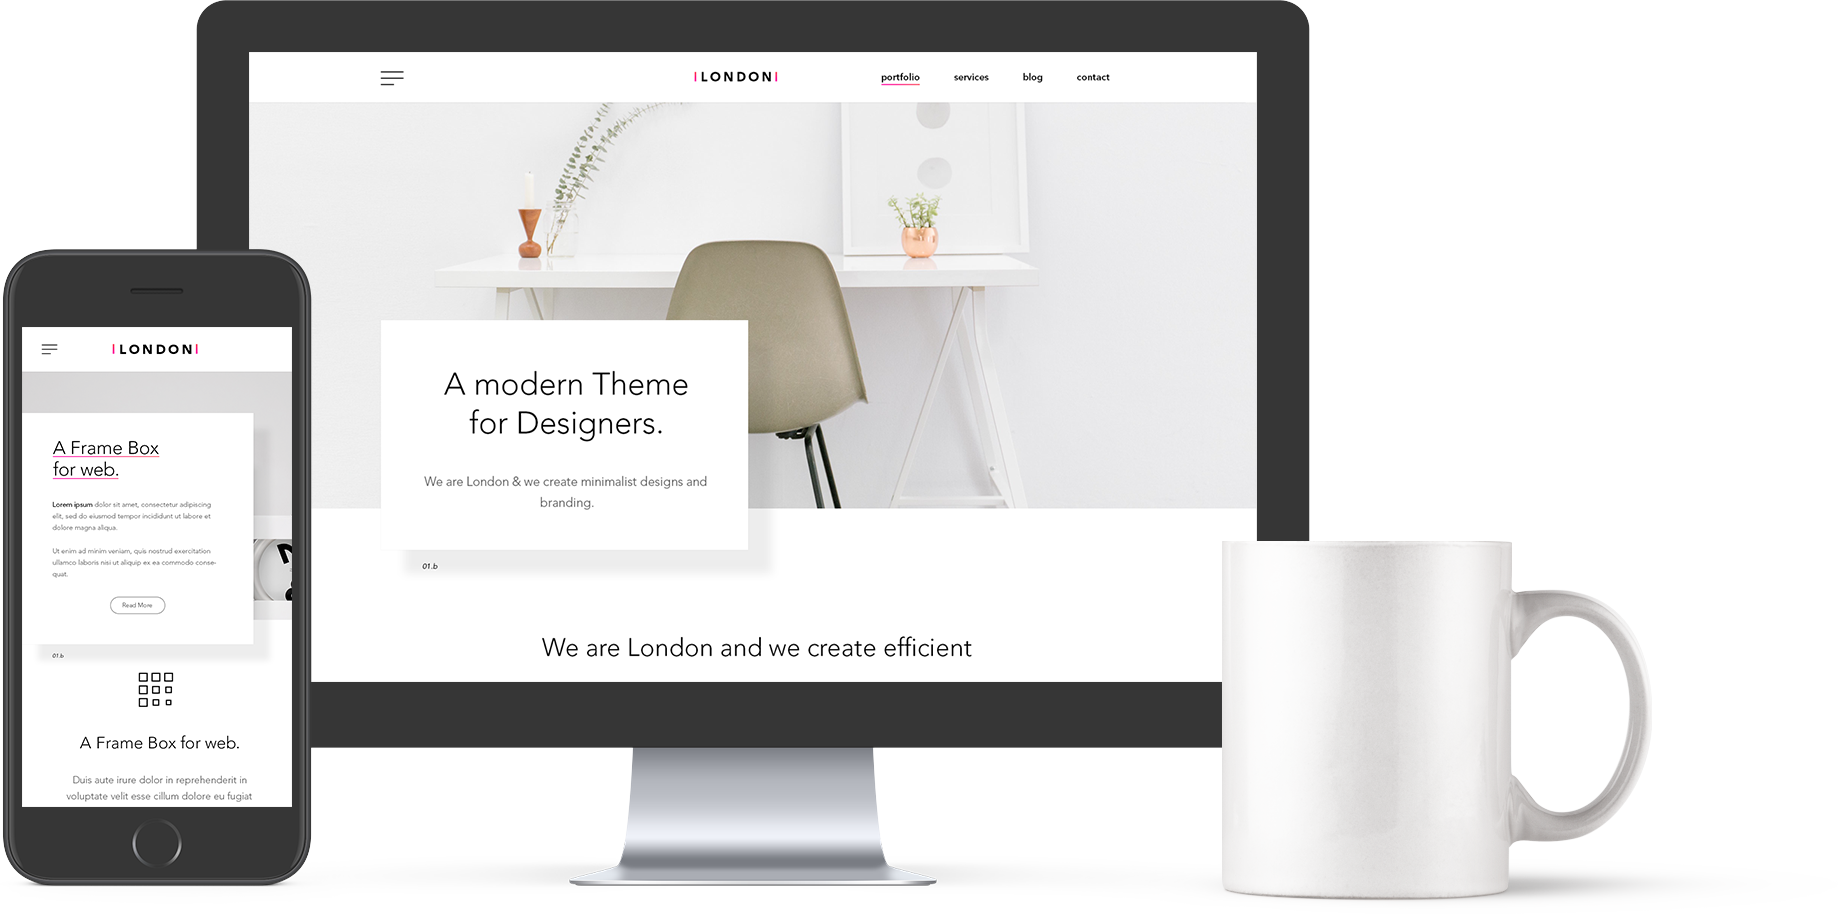 |LONDON|
portfolio
services
blog
contact
A modern Theme
for Designers.
We are London & we create minimalist designs and
branding.
01.b
We are London and we create efficient
|LONDON|
A Frame Box
for web.
Lorem ipsum dolor sit amet, consectetur adipiscing
elit, sed do eiusmod tempor incididunt ut labore et
dolore magna aliqua.
Ut enim ad minim veniam, quis nostrud exercitation
ullamco laboris nisi ut aliquip ex ea commodo conse-
quat.
Read More
01.b
A Frame Box for web.
Duis aute irure dolor in reprehenderit in
voluptate velit esse cillum dolore eu fugiat